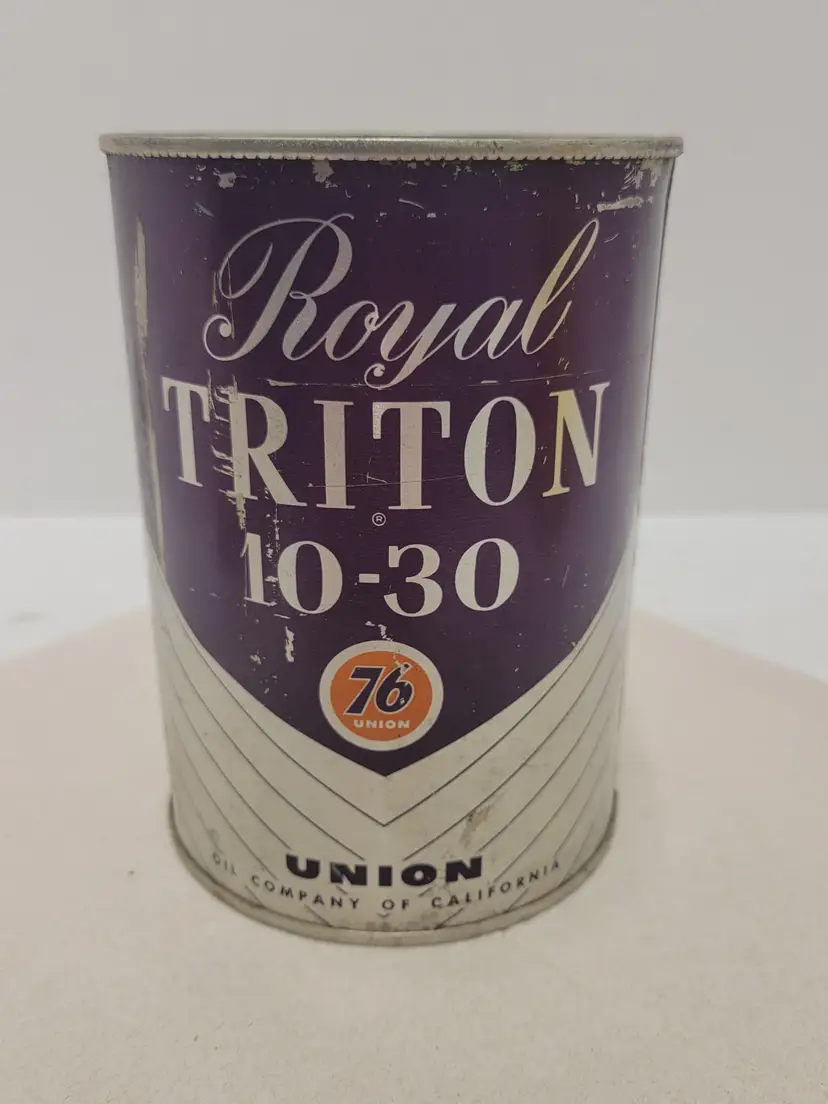 Royal
TRITON
®
10-30
76
UNION
UNION
OIL COMPANY OF CALIFORNIA